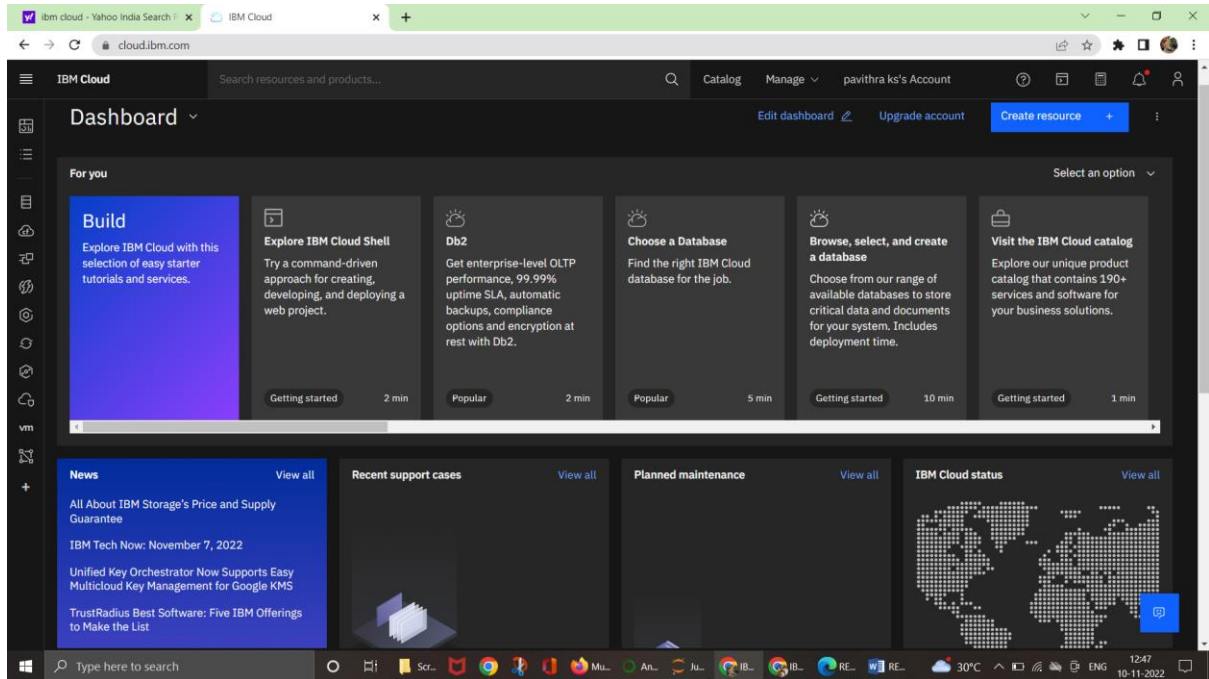 ibm cloud - Yahoo India Search
IBM Cloud
cloud.ibm.com
IBM Cloud
Search resources and products...
Catalog
Manage
pavithra ks's Account
Dashboard
Edit dashboard
Upgrade account
Create resource +
For you
Select an option
Build
Explore IBM Cloud with this
selection of easy starter
tutorials and services.
Explore IBM Cloud Shell
Try a command-driven
approach for creating,
developing, and deploying a
web project.
Getting started
2 min
Db2
Get enterprise-level OLTP
performance, 99.99%
uptime SLA, automatic
backups, compliance
options and encryption at
rest with Db2.
Popular
2 min
Choose a Database
Find the right IBM Cloud
database for the job.
Popular
5 min
Browse, select, and create
a database
Choose from our range of
available databases to store
critical data and documents
for your system. Includes
deployment time.
Getting started
10 min
Visit the IBM Cloud catalog
Explore our unique product
catalog that contains 190+
services and software for
your business solutions.
Getting started
1 min
vm
News
View all
All About IBM Storage's Price and Supply
Guarantee
IBM Tech Now: November 7, 2022
Unified Key Orchestrator Now Supports Easy
Multicloud Key Management for Google KMS
TrustRadius Best Software: Five IBM Offerings
to Make the List
Recent support cases
View all
Planned maintenance
View all
IBM Cloud status
View all
Type here to search
Scr...
Mu...
An...
Ju...
IB...
IB...
RE...
RE...
30°C
ENG
12:47
10-11-2022